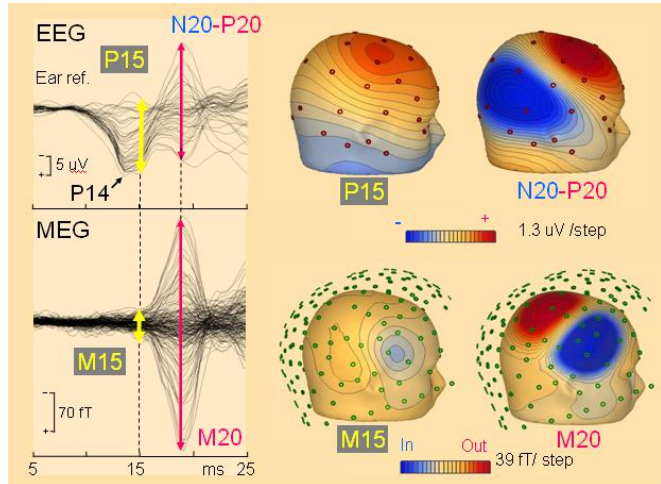 EEG
N20-P20
P15
Ear ref.
5 uV
+
P14
P15
N20-P20
- +
1.3 uV /step
MEG
M15
70 fT
+
M20
5 15 ms 25
M15
M20
In Out
39 fT/ step